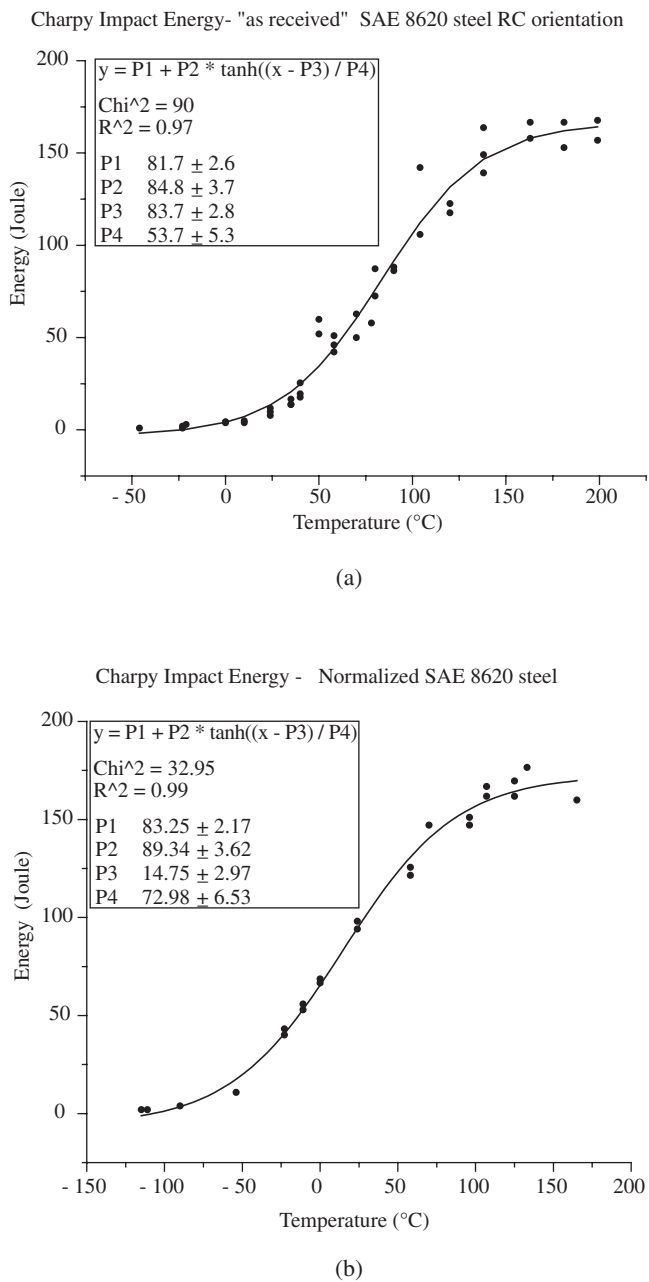 Charpy Impact Energy- "as received" SAE 8620 steel RC orientation
y = P1 + P2 * tanh((x - P3) / P4)
Chi^2 = 90
R^2 = 0.97
P1 81.7 ± 2.6
P2 84.8 ± 3.7
P3 83.7 ± 2.8
P4 53.7 ± 5.3
Energy (Joule)
200
150
100
50
0
- 50 0 50 100 150 200
Temperature (°C)
(a)
Charpy Impact Energy - Normalized SAE 8620 steel
y = P1 + P2 * tanh((x - P3) / P4)
Chi^2 = 32.95
R^2 = 0.99
P1 83.25 ± 2.17
P2 89.34 ± 3.62
P3 14.75 ± 2.97
P4 72.98 ± 6.53
Energy (Joule)
200
150
100
50
0
- 150 - 100 - 50 0 50 100 150 200
Temperature (°C)
(b)